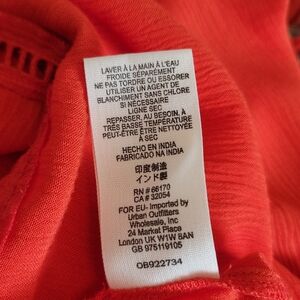 LAVER À LA MAIN À L'EAU
FROIDE SÉPARÉMENT
NE PAS TORDRE OU ESSORER
UTILISER UN AGENT DE
BLANCHIMENT SANS CHLORE
SI NÉCESSAIRE
LIGNE SEC
REPASSER, AU BESOIN, À
TRÈS BASSE TEMPÉRATURE
PEUT-ÊTRE ÊTRE NETTOYÉE
À SEC
HECHO EN INDIA
FABRICADO NA INDIA
印度制造
インド製
RN # 66170
CA # 32054
FOR EU- Imported by
Urban Outfitters
Wholesale, Inc
24 Market Place
London UK W1W 8AN
GB 975119105
OB922734